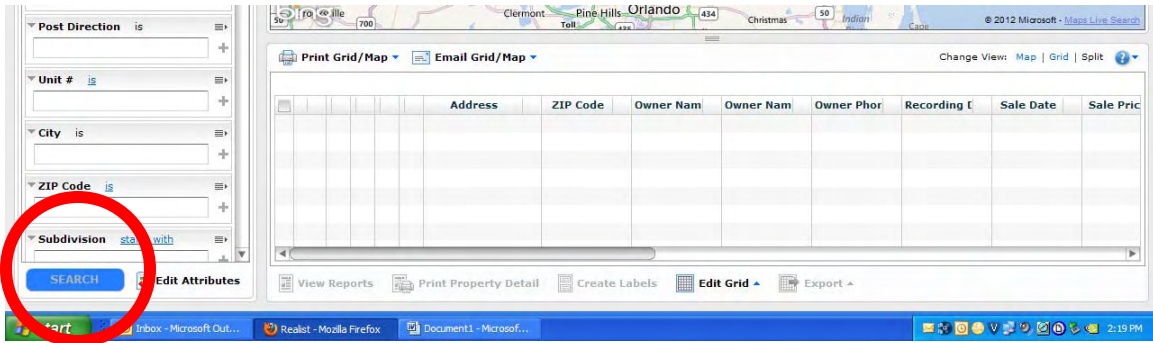 Post Direction is
Unit # is
City is
ZIP Code is
Subdivision with
SEARCH Edit Attributes
Clermont Pine Hills Orlando 434 Christmas 50 Indian
700 Toll Cape
© 2012 Microsoft - Maps Live Search
Print Grid/Map Email Grid/Map Change View: Map | Grid | Split ?
Address ZIP Code Owner Nam Owner Nam Owner Phor Recording D Sale Date Sale Pric
View Reports Print Property Detail Create Labels Edit Grid Export
start Inbox - Microsoft Out... Realist - Mozilla Firefox Document1 - Microsof... 2:19 PM